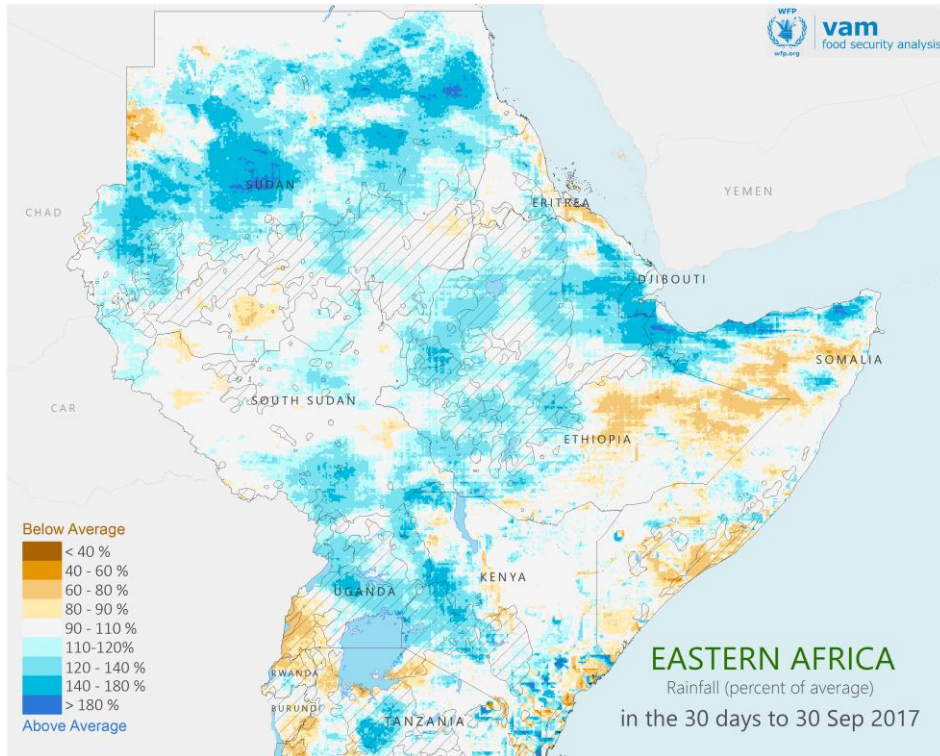 WFP
wfp.org
vam
food security analysis
CHAD
SUDAN
ERITREA
YEMEN
DJIBOUTI
SOMALIA
CAR
SOUTH SUDAN
ETHIOPIA
Below Average
< 40 %
40 - 60 %
60 - 80 %
80 - 90 %
90 - 110 %
110-120%
120 - 140 %
140 - 180 %
> 180 %
Above Average
KENYA
UGANDA
RWANDA
BURUNDI
TANZANIA
EASTERN AFRICA
Rainfall (percent of average)
in the 30 days to 30 Sep 2017